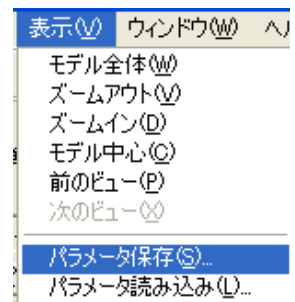 表示(V) ウィンドウ(W) ヘル
モデル全体(W)
ズームアウト(V)
ズームイン(D)
モデル中心(C)
前のビュー(P)
次のビュー(X)
パラメータ保存(S)...
パラメータ読み込み(L)...